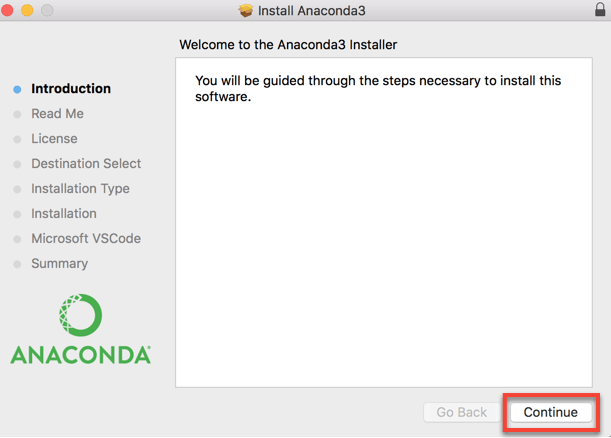 Install Anaconda3
Welcome to the Anaconda3 Installer
Introduction
Read Me
License
Destination Select
Installation Type
Installation
Microsoft VSCode
Summary
You will be guided through the steps necessary to install this
software.
ANACONDA
Go Back
Continue